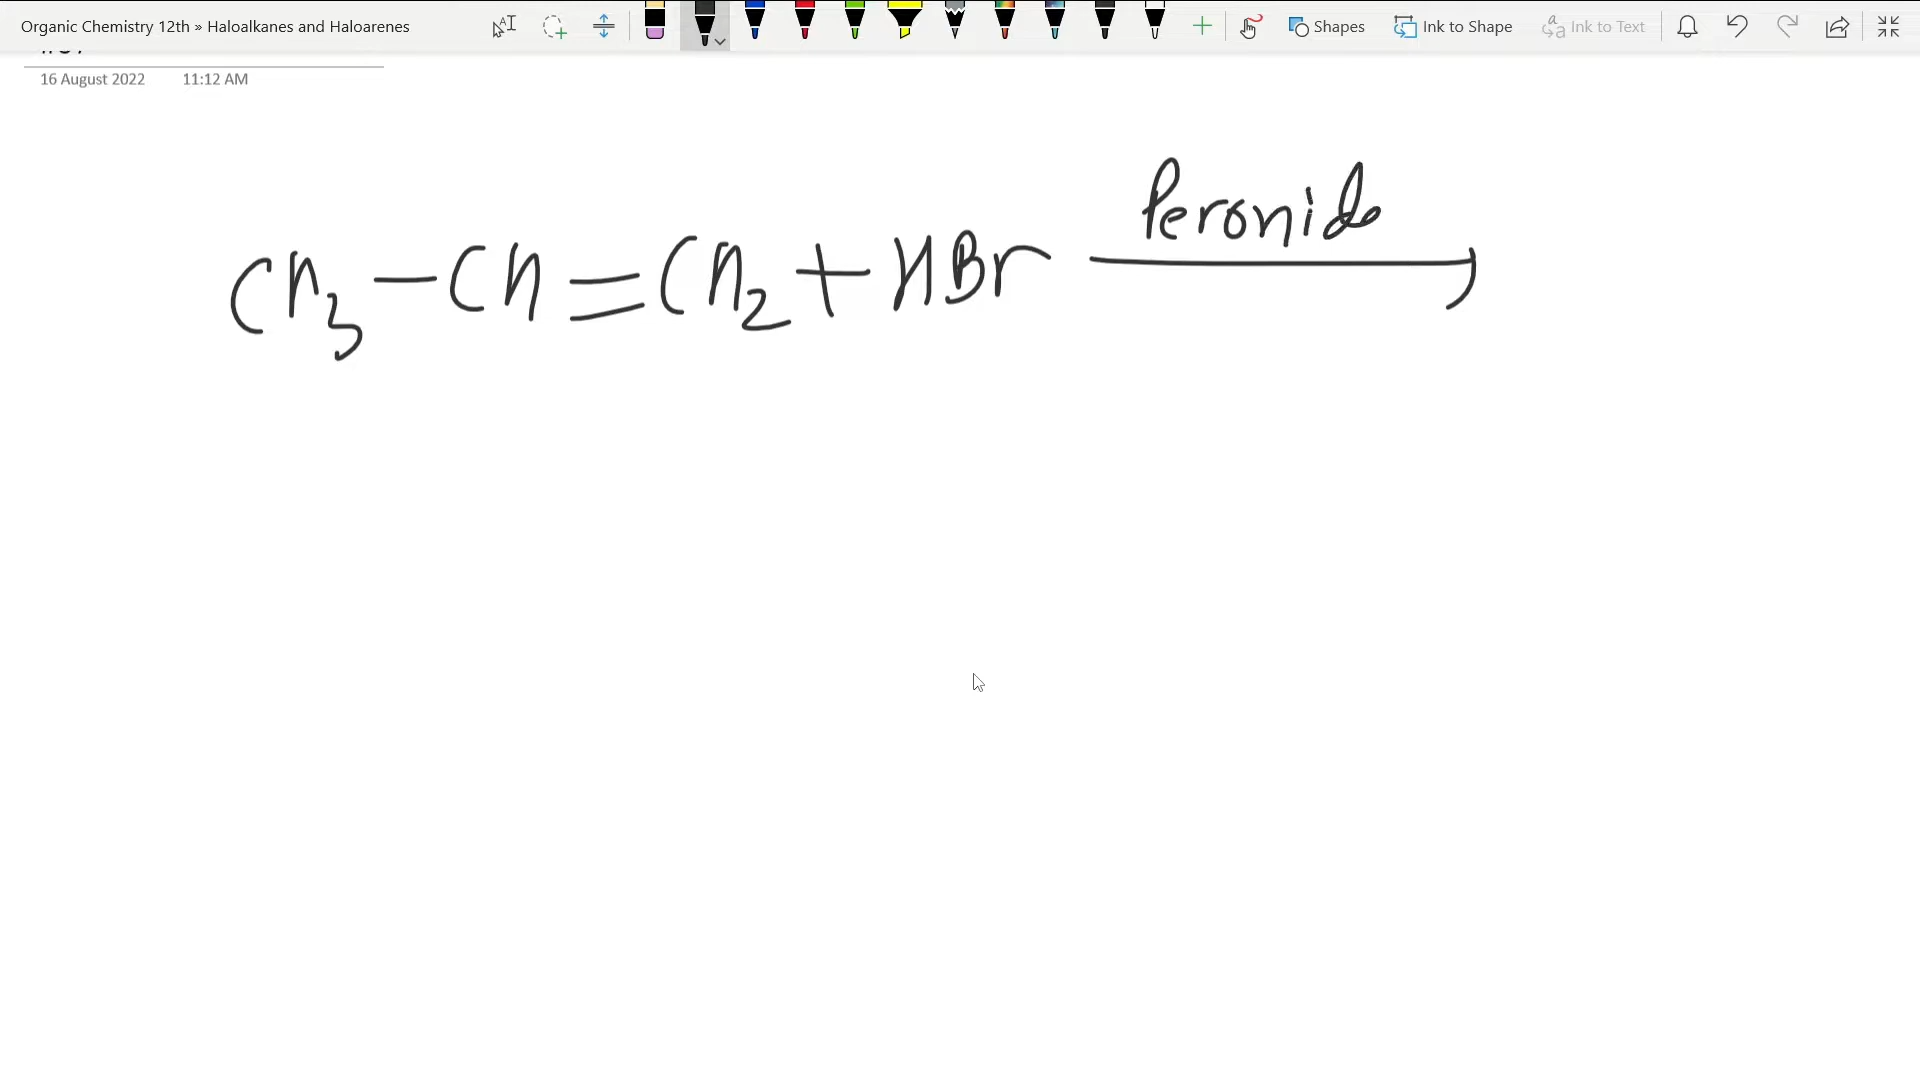 Organic Chemistry 12th » Haloalkanes and Haloarenes Shapes Ink to Shape Ink to Text
16 August 2022 11:12 AM
Peroxide
CH₃–CH=CH₂+HBr